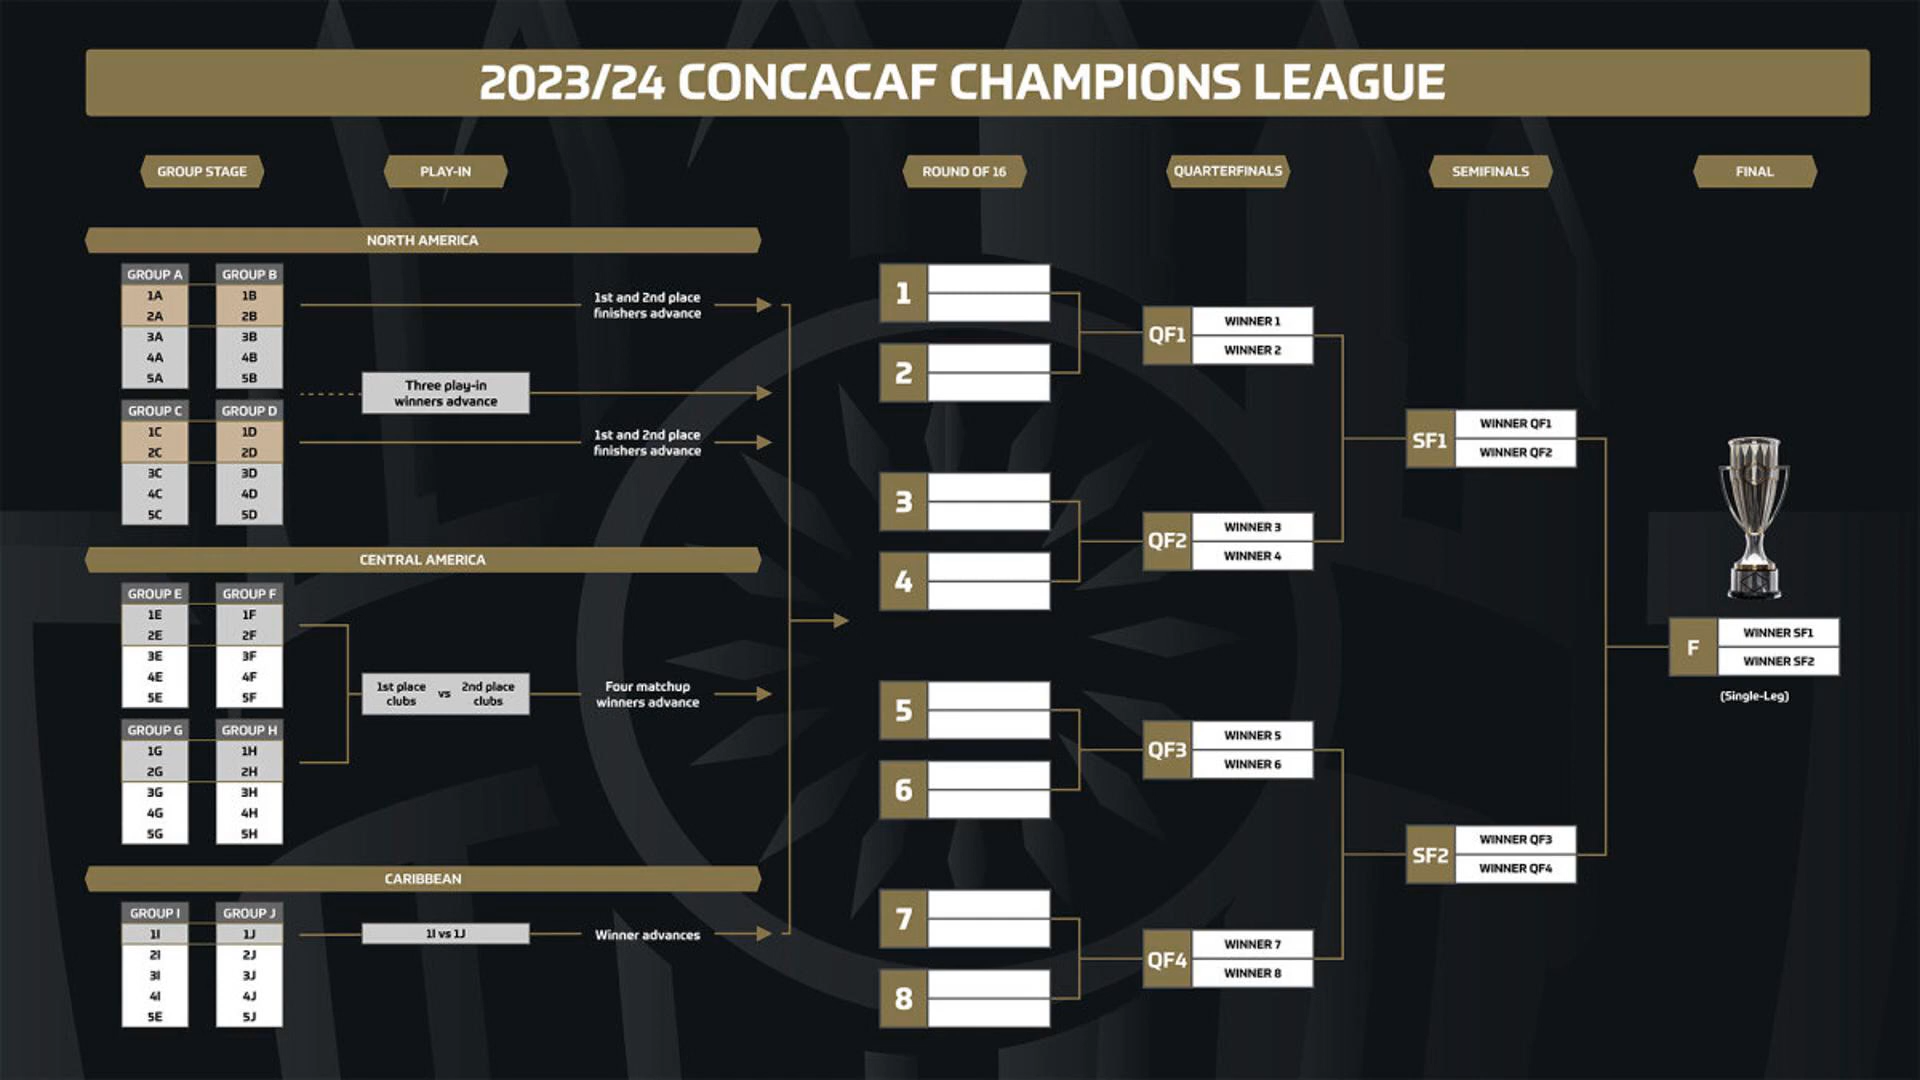 2023/24 CONCACAF CHAMPIONS LEAGUE
GROUP STAGE
PLAY-IN
ROUND OF 16
QUARTERFINALS
SEMIFINALS
FINAL
NORTH AMERICA
GROUP A
1A
2A
3A
4A
5A
GROUP B
1B
2B
3B
4B
5B
1st and 2nd place
finishers advance
Three play-in
winners advance
GROUP C
1C
2C
3C
4C
5C
GROUP D
1D
2D
3D
4D
5D
1st and 2nd place
finishers advance
CENTRAL AMERICA
GROUP E
1E
2E
3E
4E
5E
GROUP F
1F
2F
3F
4F
5F
GROUP G
1G
2G
3G
4G
5G
GROUP H
1H
2H
3H
4H
5H
1st place
clubs
vs
2nd place
clubs
Four matchup
winners advance
CARIBBEAN
GROUP I
1I
2I
3I
4I
5E
GROUP J
1J
2J
3J
4J
5J
1I vs 1J
Winner advances
1
2
3
4
5
6
7
8
QF1
WINNER 1
WINNER 2
QF2
WINNER 3
WINNER 4
QF3
WINNER 5
WINNER 6
QF4
WINNER 7
WINNER 8
SF1
WINNER QF1
WINNER QF2
SF2
WINNER QF3
WINNER QF4
F
WINNER SF1
WINNER SF2
(Single-Leg)